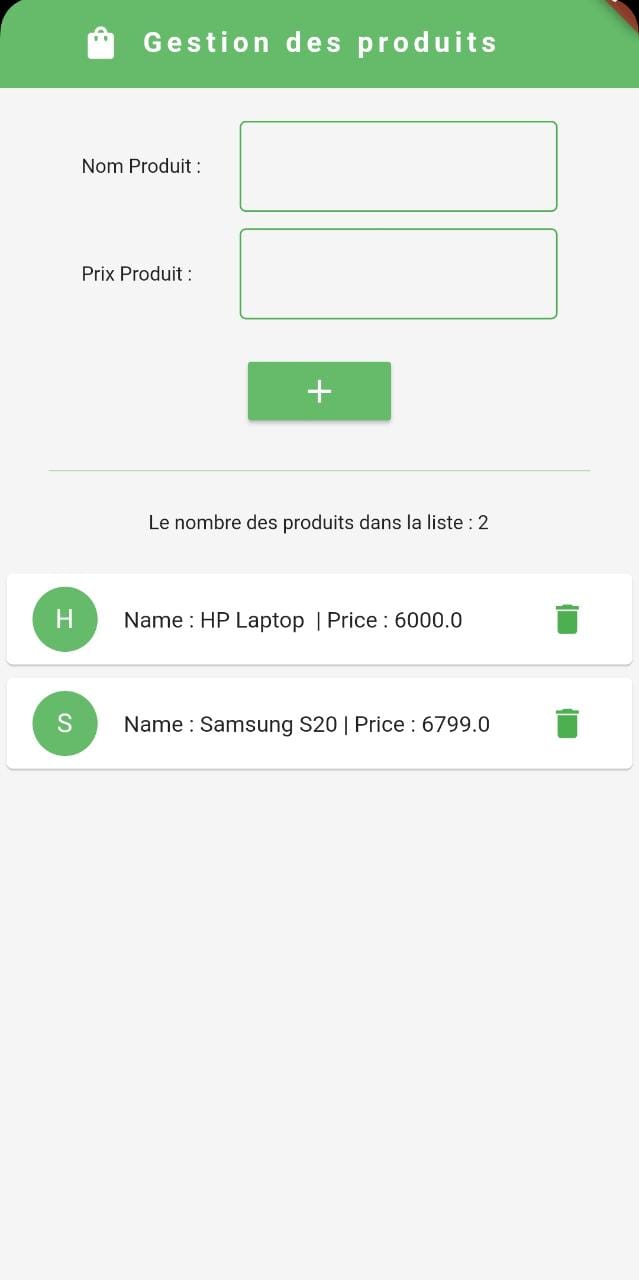 Gestion des produits
Nom Produit :
Prix Produit :
+
Le nombre des produits dans la liste : 2
H Name : HP Laptop | Price : 6000.0
S Name : Samsung S20 | Price : 6799.0